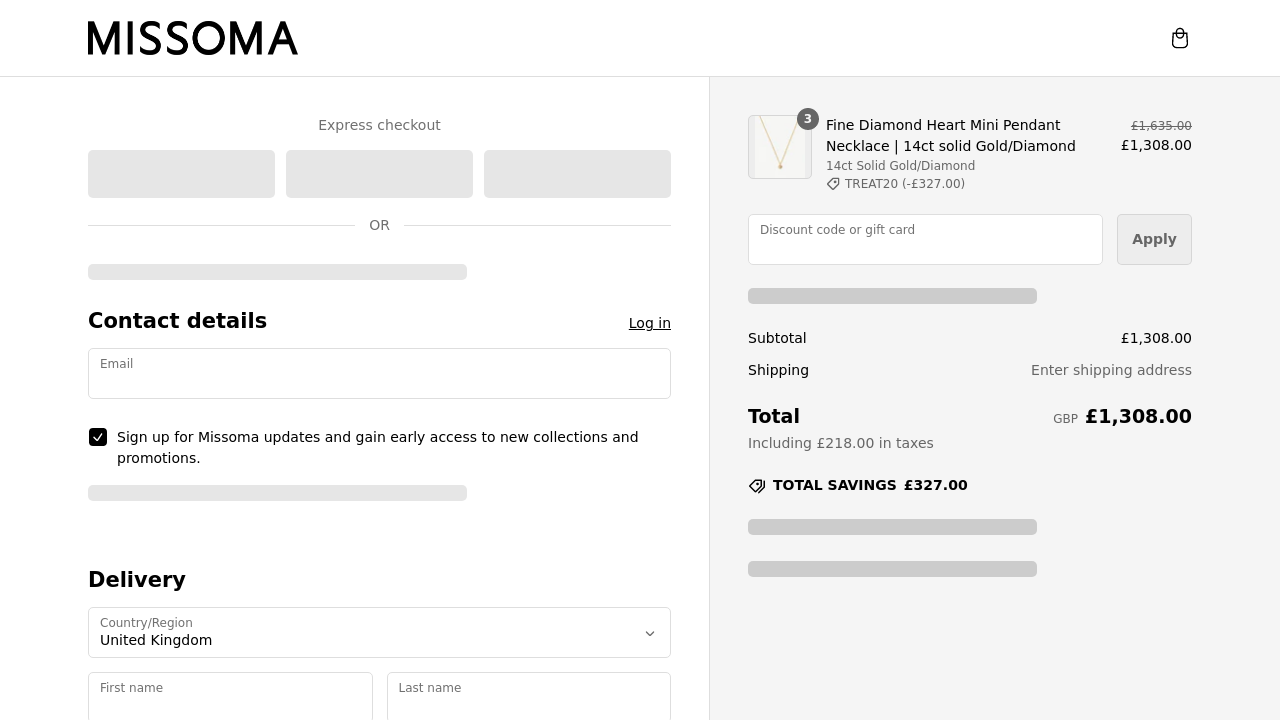 MISSOMA
Express checkout
OR
Contact details
Log in
Email
Sign up for Missoma updates and gain early access to new collections and
promotions.
Delivery
Country/Region
United Kingdom
First name
Last name
3
Fine Diamond Heart Mini Pendant
Necklace | 14ct solid Gold/Diamond
14ct Solid Gold/Diamond
TREAT20 (-£327.00)
£1,635.00
£1,308.00
Discount code or gift card
Apply
Subtotal
£1,308.00
Shipping
Enter shipping address
Total
GBP £1,308.00
Including £218.00 in taxes
TOTAL SAVINGS £327.00